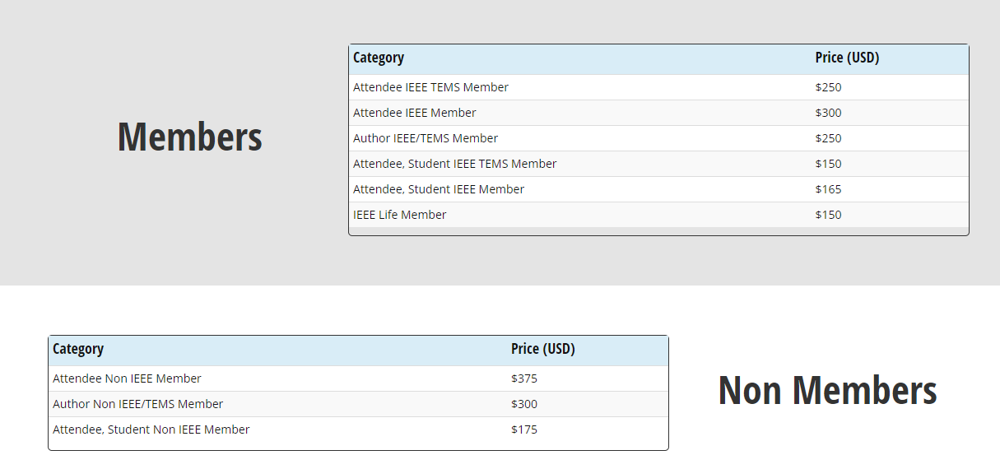 Members
Category Price (USD)
Attendee IEEE TEMS Member $250
Attendee IEEE Member $300
Author IEEE/TEMS Member $250
Attendee, Student IEEE TEMS Member $150
Attendee, Student IEEE Member $165
IEEE Life Member $150
Category Price (USD)
Attendee Non IEEE Member $375
Author Non IEEE/TEMS Member $300
Attendee, Student Non IEEE Member $175
Non Members